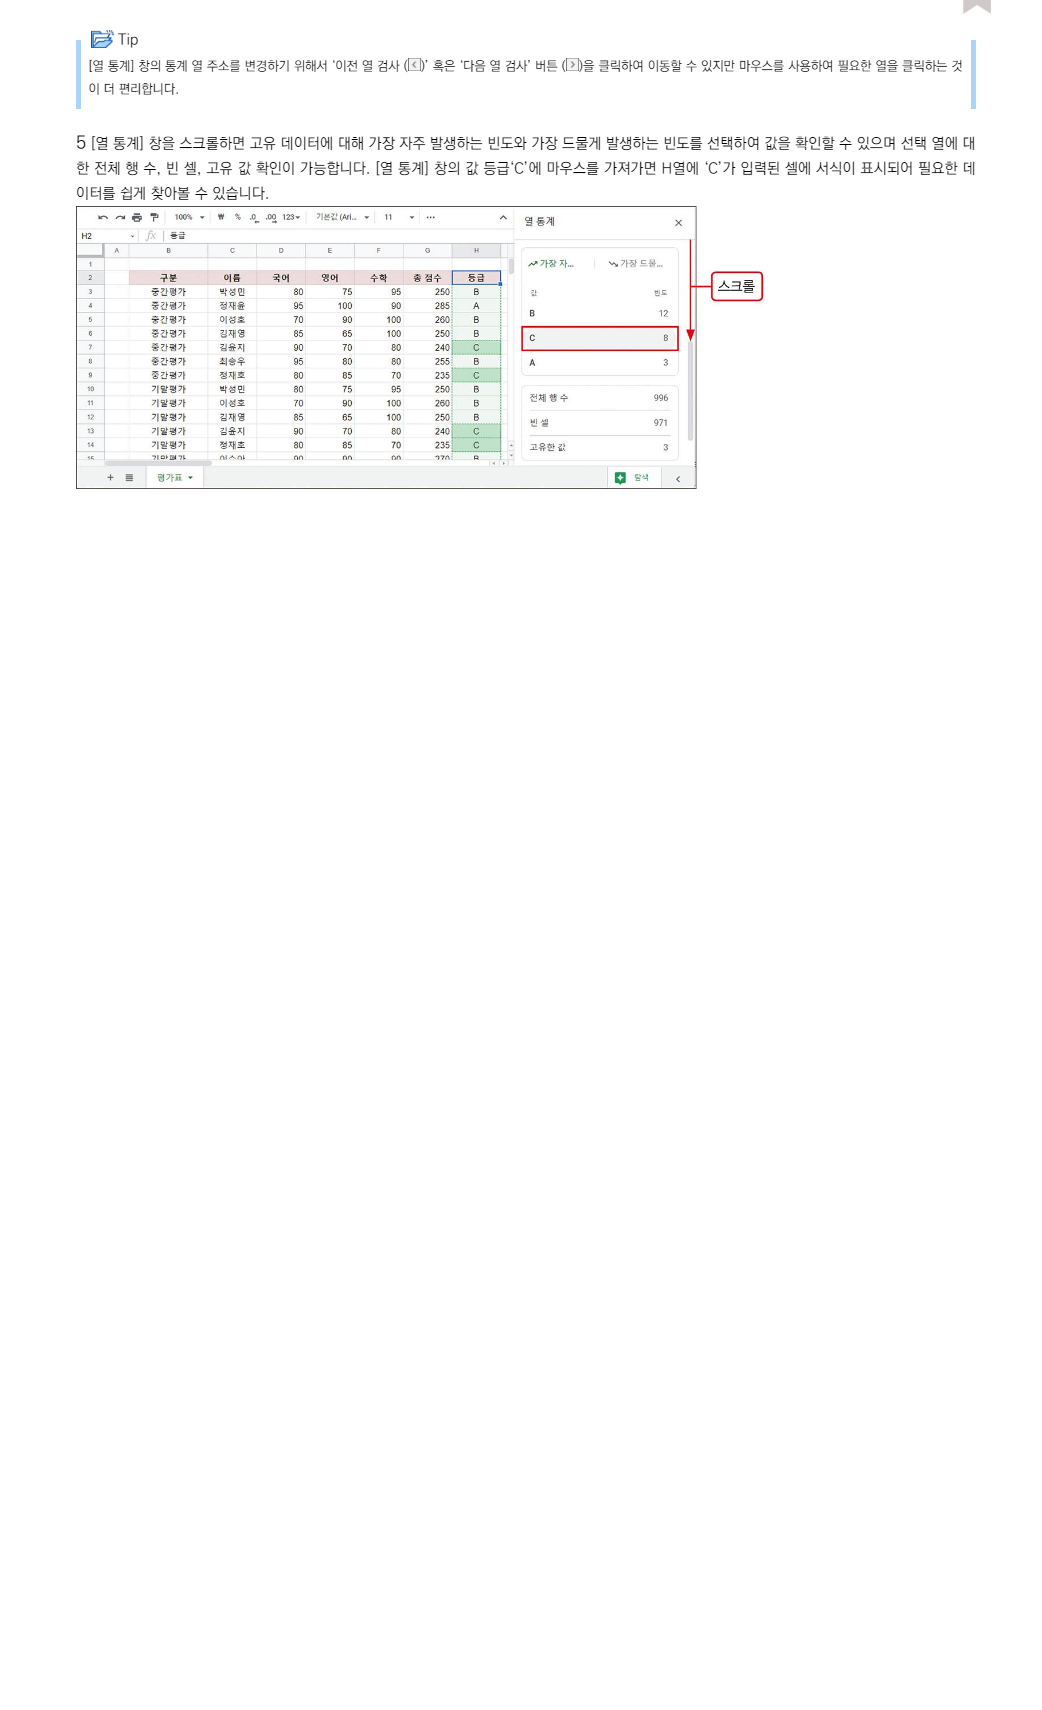 Tip
[열 통계] 창의 통계 열 주소를 변경하기 위해서 ‘이전 열 검사 (<)’ 혹은 ‘다음 열 검사’ 버튼 (>)을 클릭하여 이동할 수 있지만 마우스를 사용하여 필요한 열을 클릭하는 것
이 더 편리합니다.
5 [열 통계] 창을 스크롤하면 고유 데이터에 대해 가장 자주 발생하는 빈도와 가장 드물게 발생하는 빈도를 선택하여 값을 확인할 수 있으며 선택 열에 대
한 전체 행 수, 빈 셀, 고유 값 확인이 가능합니다. [열 통계] 창의 값 등급‘C’에 마우스를 가져가면 H열에 ‘C’가 입력된 셀에 서식이 표시되어 필요한 데
이터를 쉽게 찾아볼 수 있습니다.
100% ₩ % .0 .00 123 기본값 (Ari... 11 ...
H2 fx 등급
A B C D E F G H
1
2 구분 이름 국어 영어 수학 총 점수 등급
3 중간평가 박성민 80 75 95 250 B
4 중간평가 정재윤 95 100 90 285 A
5 중간평가 이성호 70 90 100 260 B
6 중간평가 김재영 85 65 100 250 B
7 중간평가 김윤지 90 70 80 240 C
8 중간평가 최승우 95 80 80 255 B
9 중간평가 정재호 80 85 70 235 C
10 기말평가 박성민 80 75 95 250 B
11 기말평가 이성호 70 90 100 260 B
12 기말평가 김재영 85 65 100 250 B
13 기말평가 김윤지 90 70 80 240 C
14 기말평가 정재호 80 85 70 235 C
15 기말평가 이수아 90 90 90 270 B
+ 평가표
열 통계 ×
가장 자... 가장 드물...
값 빈도
B 12
C 8
A 3
전체 행 수 996
빈 셀 971
고유한 값 3
탐색
스크롤